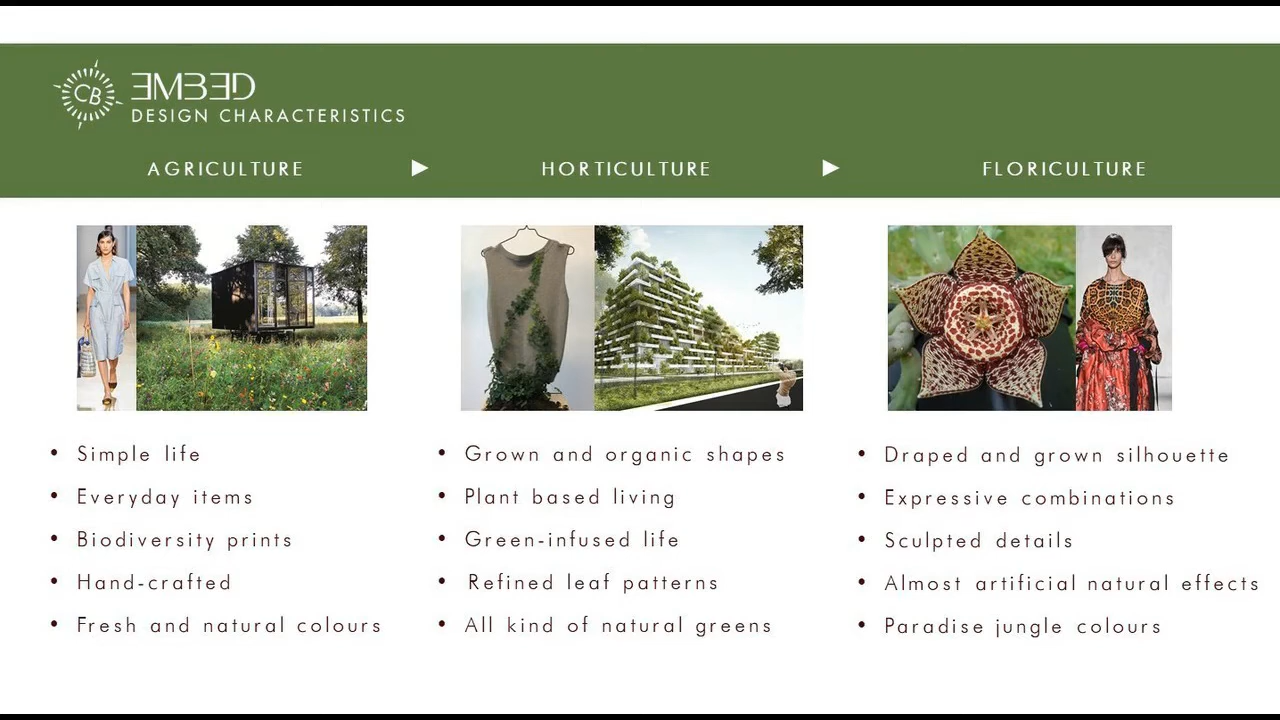 CB
EMBED
DESIGN CHARACTERISTICS
AGRICULTURE ► HORTICULTURE ► FLORICULTURE
• Simple life
• Everyday items
• Biodiversity prints
• Hand-crafted
• Fresh and natural colours
• Grown and organic shapes
• Plant based living
• Green-infused life
• Refined leaf patterns
• All kind of natural greens
• Draped and grown silhouette
• Expressive combinations
• Sculpted details
• Almost artificial natural effects
• Paradise jungle colours